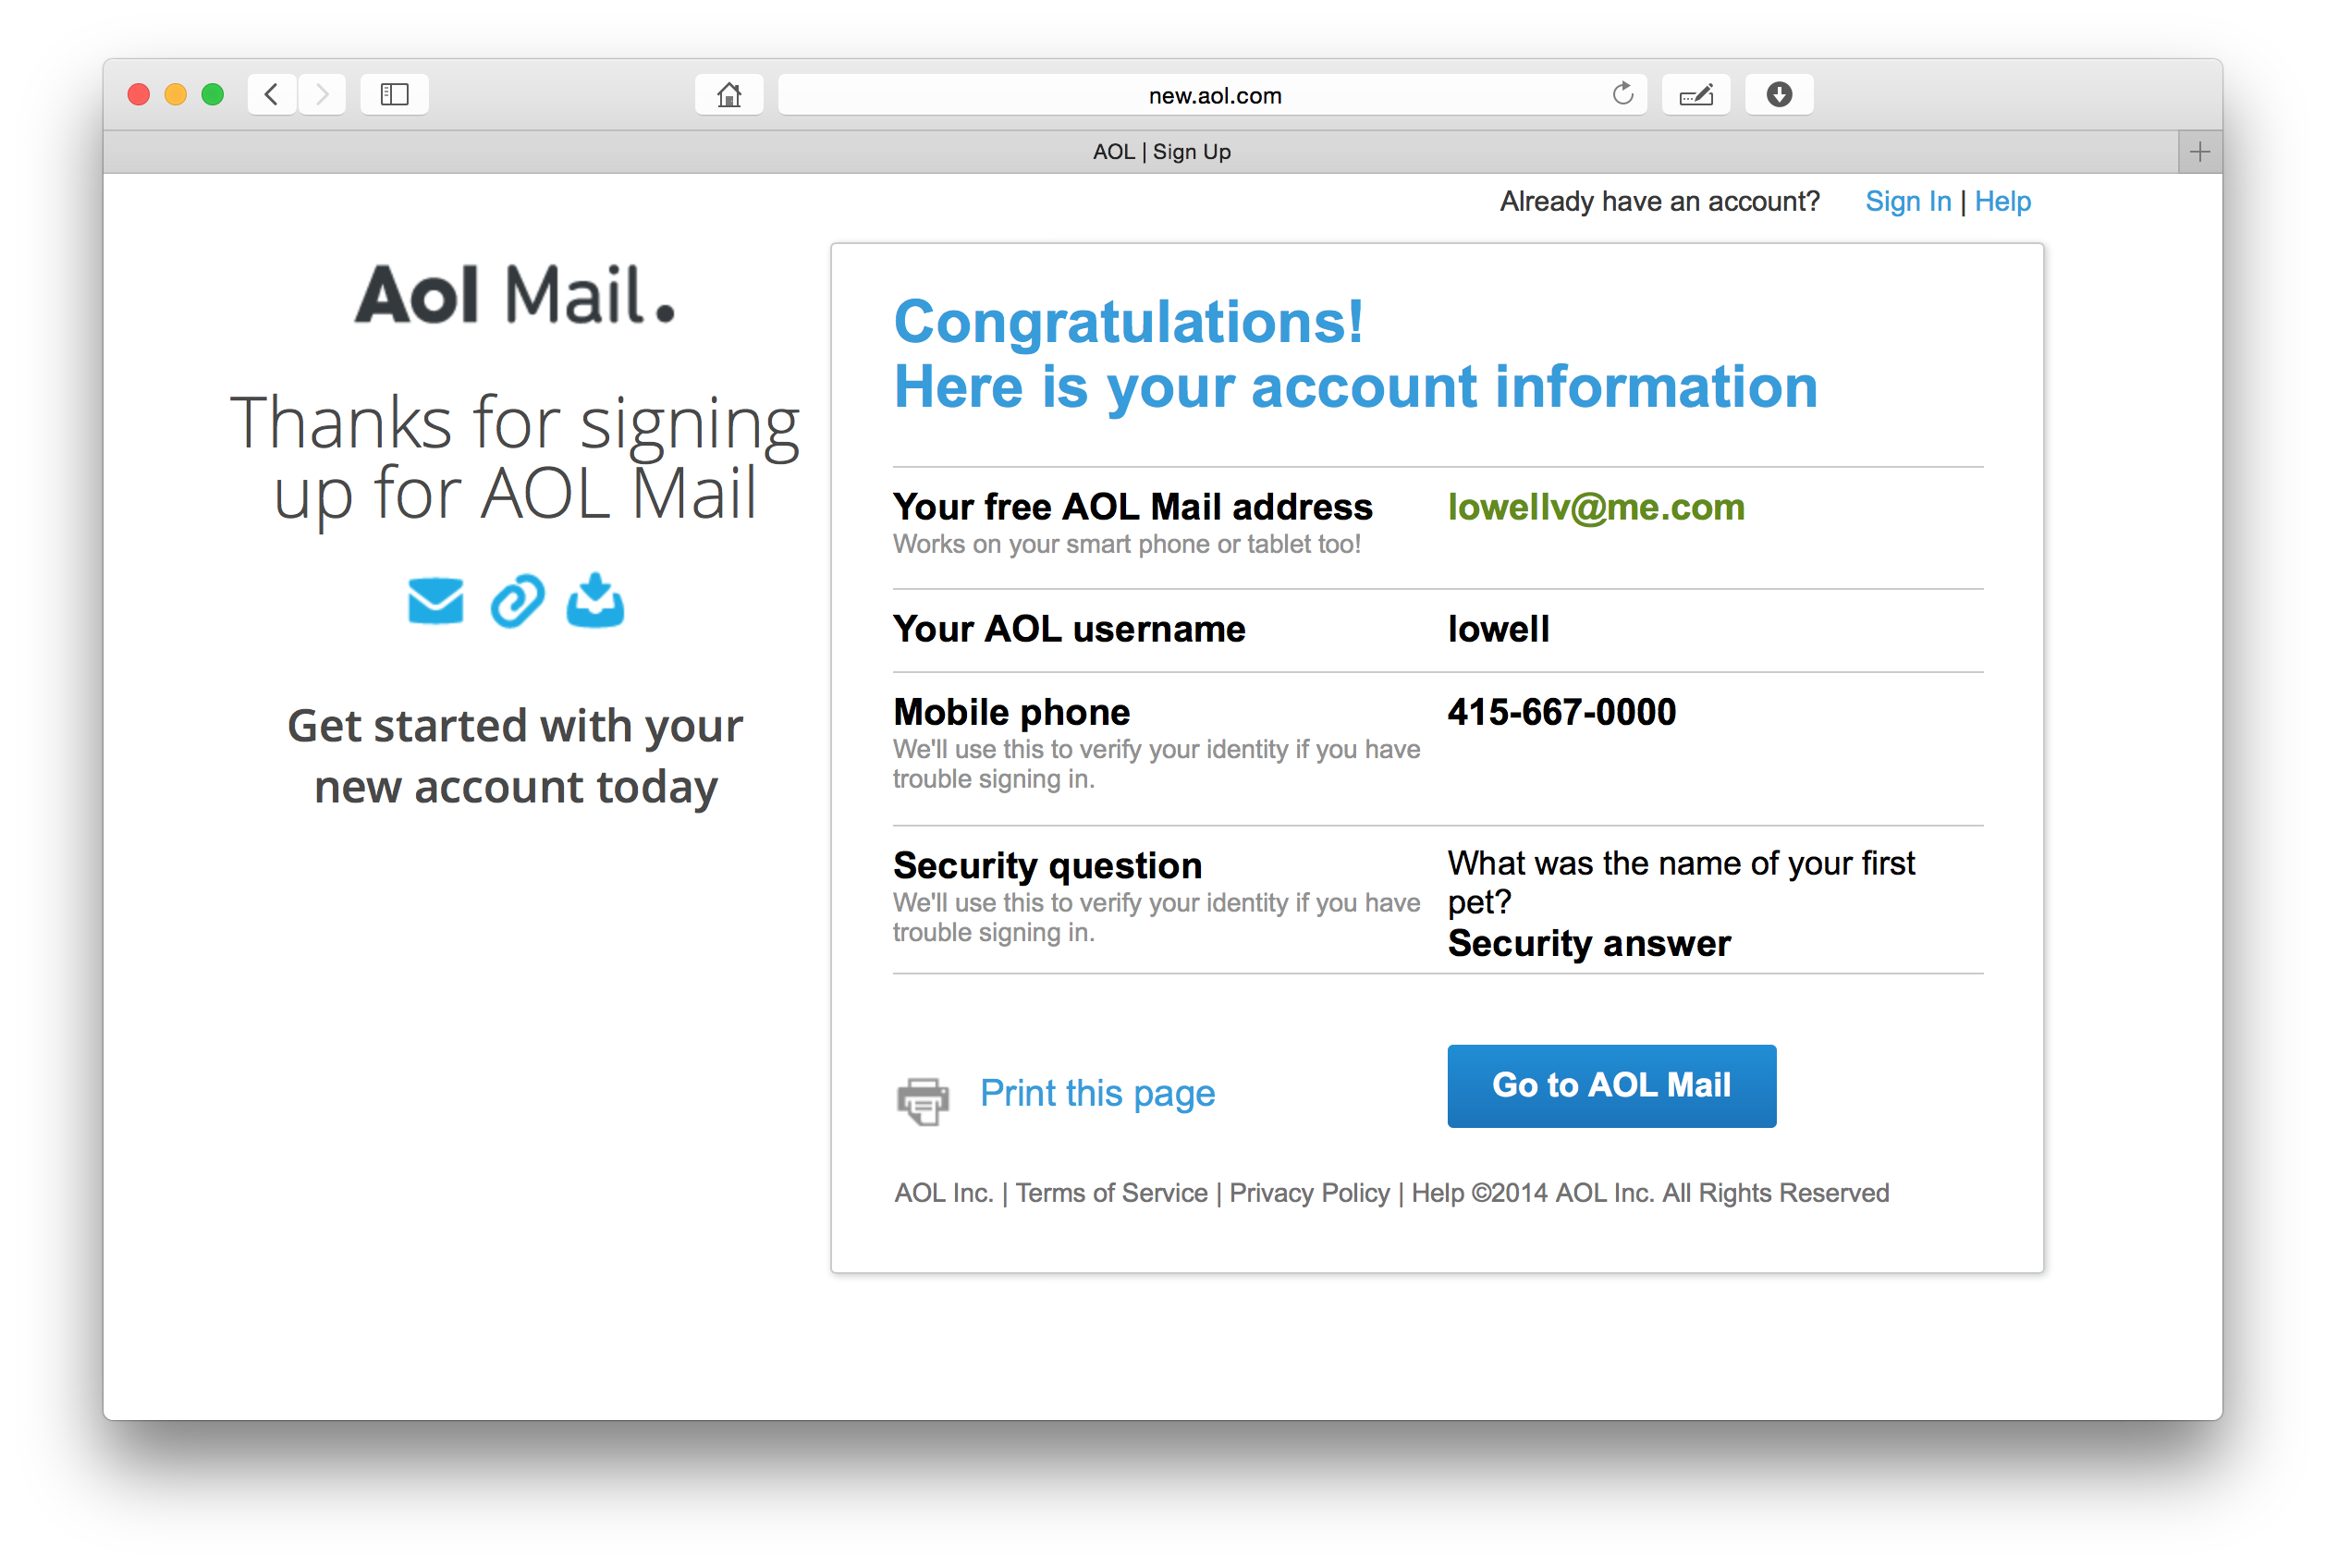 new.aol.com
AOL | Sign Up
Already have an account? Sign In | Help
Aol Mail.
Thanks for signing
up for AOL Mail
Get started with your
new account today
Congratulations!
Here is your account information
Your free AOL Mail address lowellv@me.com
Works on your smart phone or tablet too!
Your AOL username lowell
Mobile phone 415-667-0000
We'll use this to verify your identity if you have
trouble signing in.
Security question What was the name of your first
pet?
We'll use this to verify your identity if you have
trouble signing in.
Security answer
Print this page Go to AOL Mail
AOL Inc. | Terms of Service | Privacy Policy | Help ©2014 AOL Inc. All Rights Reserved